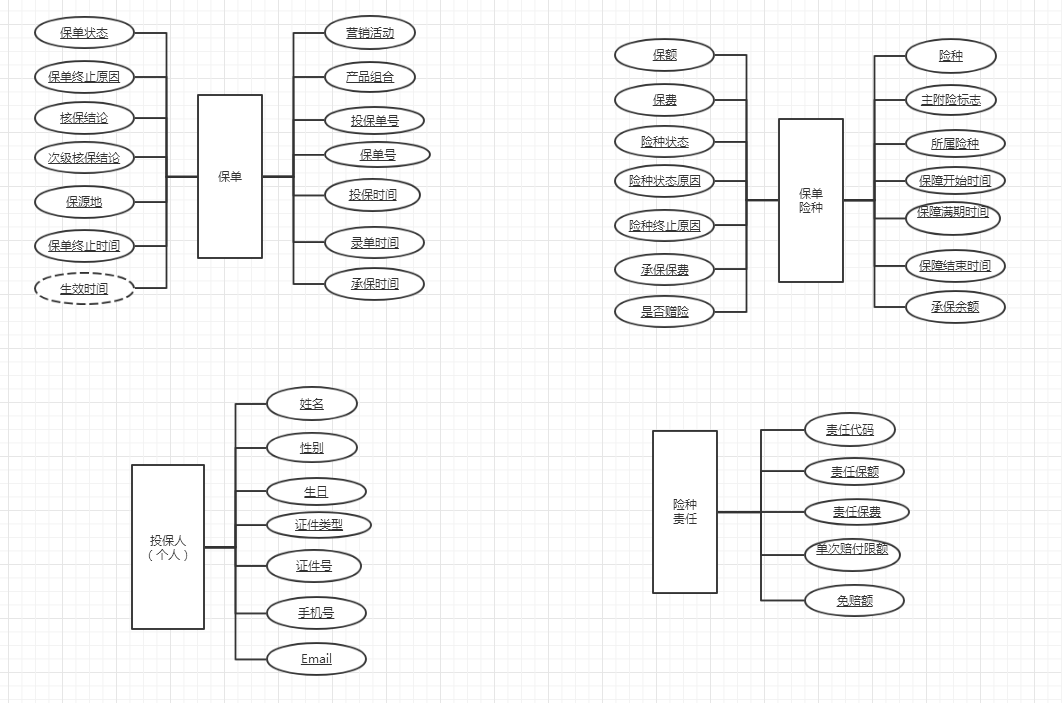 保单状态
保单终止原因
核保结论
次级核保结论
保源地
保单终止时间
生效时间
保单
营销活动
产品组合
投保单号
保单号
投保时间
录单时间
承保时间
保额
保费
险种状态
险种状态原因
险种终止原因
承保保费
是否赠险
保单
险种
险种
主附险标志
所属险种
保障开始时间
保障满期时间
保障结束时间
承保余额
投保人
（个人）
姓名
性别
生日
证件类型
证件号
手机号
Email
险种
责任
责任代码
责任保额
责任保费
单次赔付限额
免赔额